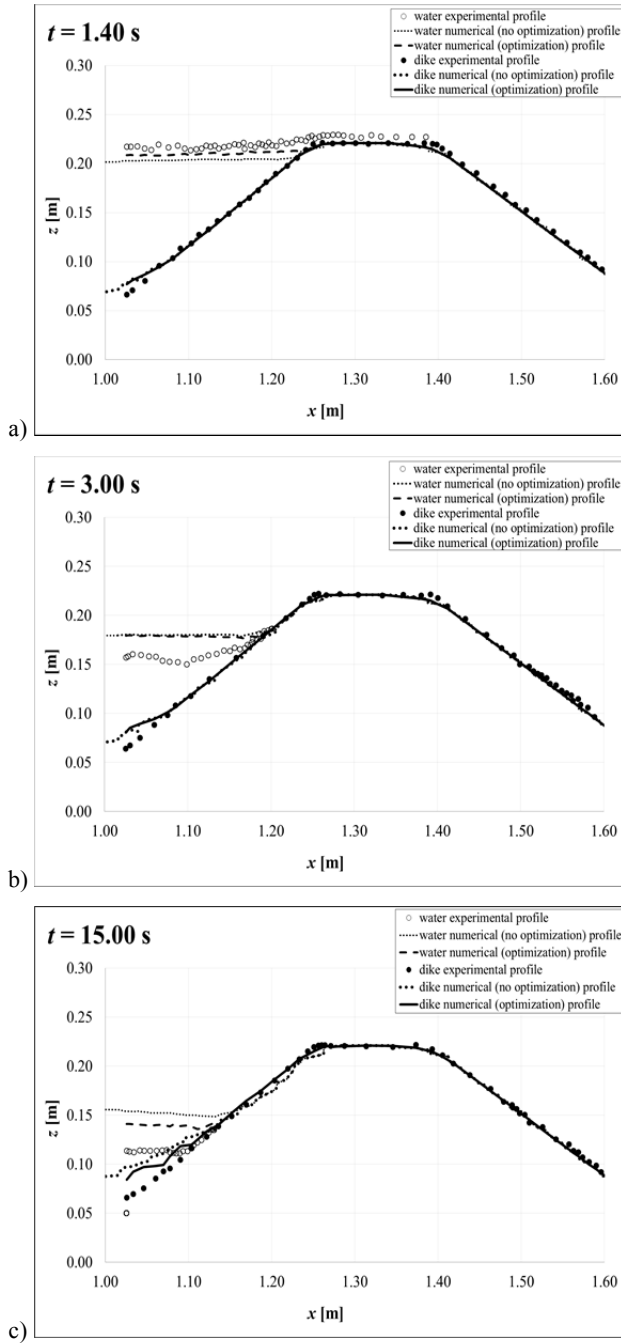 t = 1.40 s
water experimental profile
water numerical (no optimization) profile
water numerical (optimization) profile
dike experimental profile
dike numerical (no optimization) profile
dike numerical (optimization) profile
0.30
0.25
0.20
0.15
0.10
0.05
0.00
z [m]
1.00 1.10 1.20 1.30 1.40 1.50 1.60
x [m]
a)
t = 3.00 s
water experimental profile
water numerical (no optimization) profile
water numerical (optimization) profile
dike experimental profile
dike numerical (no optimization) profile
dike numerical (optimization) profile
0.30
0.25
0.20
0.15
0.10
0.05
0.00
z [m]
1.00 1.10 1.20 1.30 1.40 1.50 1.60
x [m]
b)
t = 15.00 s
water experimental profile
water numerical (no optimization) profile
water numerical (optimization) profile
dike experimental profile
dike numerical (no optimization) profile
dike numerical (optimization) profile
0.30
0.25
0.20
0.15
0.10
0.05
0.00
z [m]
1.00 1.10 1.20 1.30 1.40 1.50 1.60
x [m]
c)